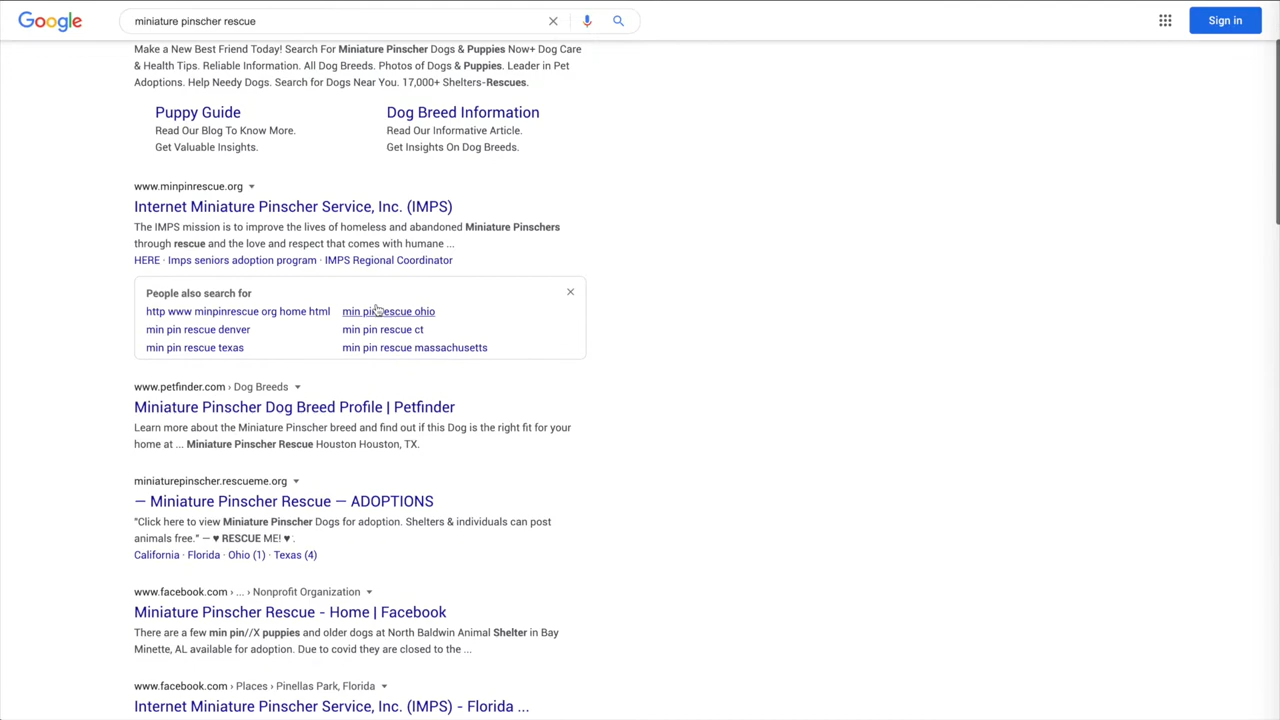 Google
miniature pinscher rescue
Sign in
Make a New Best Friend Today! Search For Miniature Pinscher Dogs & Puppies Now+ Dog Care
& Health Tips. Reliable Information. All Dog Breeds. Photos of Dogs & Puppies. Leader in Pet
Adoptions. Help Needy Dogs. Search for Dogs Near You. 17,000+ Shelters-Rescues.
Puppy Guide
Read Our Blog To Know More.
Get Valuable Insights.
Dog Breed Information
Read Our Informative Article.
Get Insights On Dog Breeds.
www.minpinrescue.org
Internet Miniature Pinscher Service, Inc. (IMPS)
The IMPS mission is to improve the lives of homeless and abandoned Miniature Pinschers
through rescue and the love and respect that comes with humane ...
HERE · Imps seniors adoption program · IMPS Regional Coordinator
People also search for
http www minpinrescue org home html
min pin rescue ohio
min pin rescue denver
min pin rescue ct
min pin rescue texas
min pin rescue massachusetts
www.petfinder.com › Dog Breeds
Miniature Pinscher Dog Breed Profile | Petfinder
Learn more about the Miniature Pinscher breed and find out if this Dog is the right fit for your
home at ... Miniature Pinscher Rescue Houston Houston, TX.
miniaturepinscher.rescueme.org
— Miniature Pinscher Rescue — ADOPTIONS
“Click here to view Miniature Pinscher Dogs for adoption. Shelters & individuals can post
animals free.” — ♥ RESCUE ME! ♥ ·.
California · Florida · Ohio (1) · Texas (4)
www.facebook.com › ... › Nonprofit Organization
Miniature Pinscher Rescue - Home | Facebook
There are a few min pin//X puppies and older dogs at North Baldwin Animal Shelter in Bay
Minette, AL available for adoption. Due to covid they are closed to the ...
www.facebook.com › Places › Pinellas Park, Florida
Internet Miniature Pinscher Service, Inc. (IMPS) - Florida ...